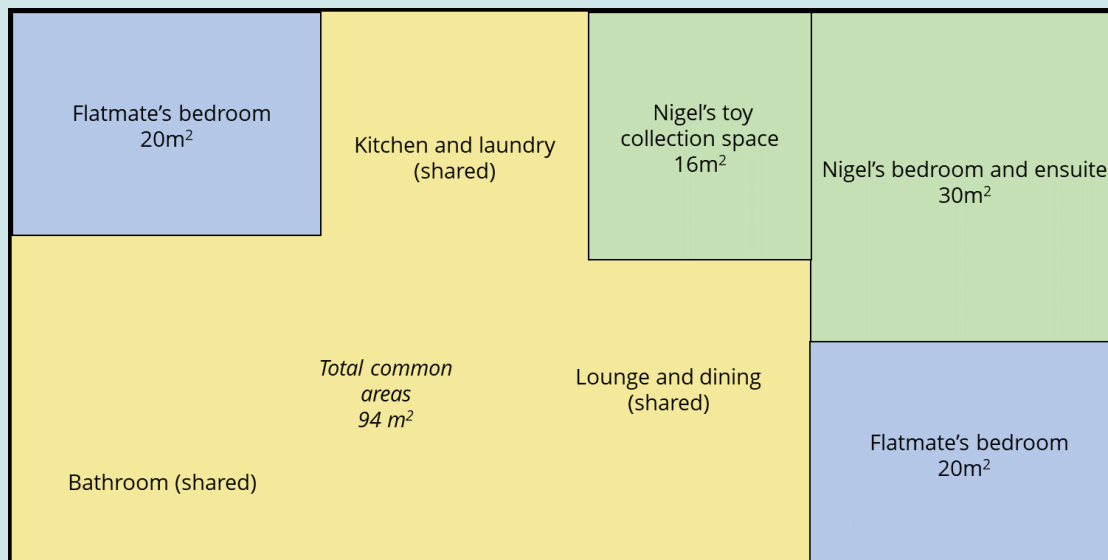 Flatmate’s bedroom
20m²
Kitchen and laundry
(shared)
Nigel’s toy
collection space
16m²
Nigel’s bedroom and ensuite
30m²
Total common
areas
94 m²
Lounge and dining
(shared)
Flatmate’s bedroom
20m²
Bathroom (shared)